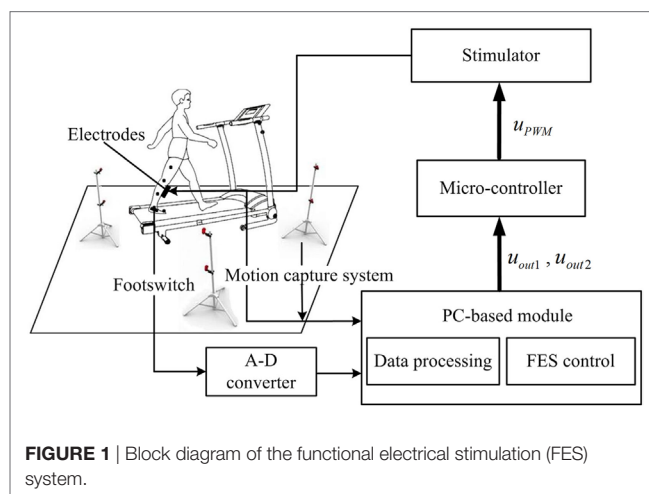 Stimulator
Electrodes
u_PWM
Micro-controller
u_out1 , u_out2
Footswitch
Motion capture system
PC-based module
A-D
converter
Data processing
FES control
FIGURE 1 | Block diagram of the functional electrical stimulation (FES)
system.